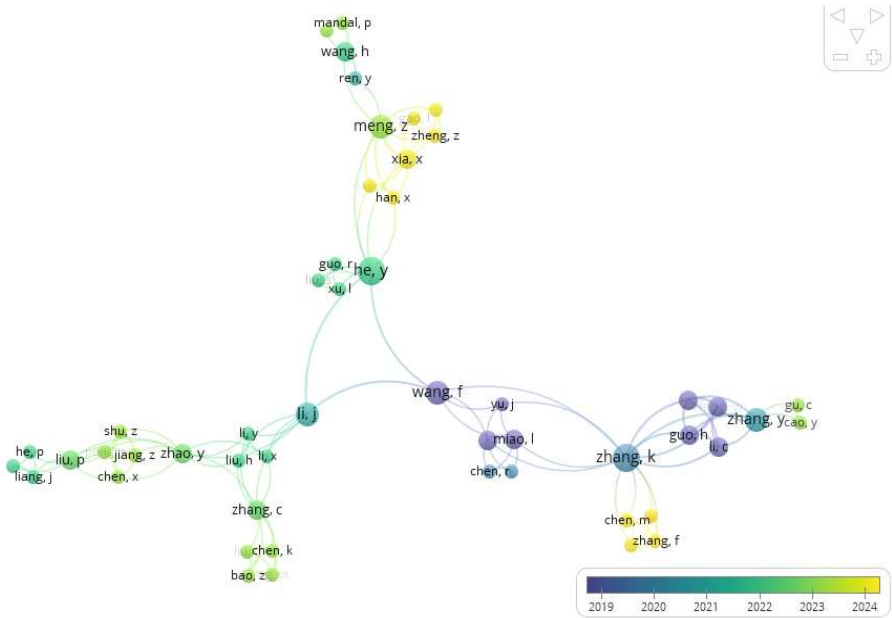 mandal, p
wang, h
ren, y
meng, z
zheng, z
xia, x
han, x
guo, r
he, y
xu, l
wang, f
li, j
yu, j
zhang, y
gu, c
cao, y
shu, z
li, y
guo, h
miao, l
li, c
he, p
liu, p
jiang, z
zhao, y
liu, h
li, x
zhang, k
liang, j
chen, x
chen, r
zhang, c
chen, m
zhang, f
chen, k
bao, z
2019 2020 2021 2022 2023 2024